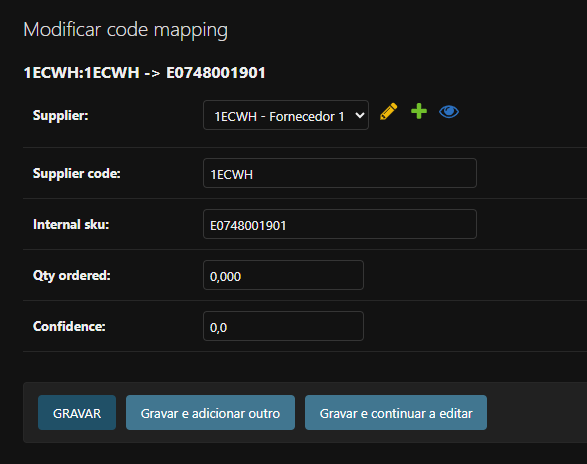 Modificar code mapping
1ECWH:1ECWH -> E0748001901
Supplier: 1ECWH - Fornecedor 1
Supplier code: 1ECWH
Internal sku: E0748001901
Qty ordered: 0,000
Confidence: 0,0
GRAVAR Gravar e adicionar outro Gravar e continuar a editar